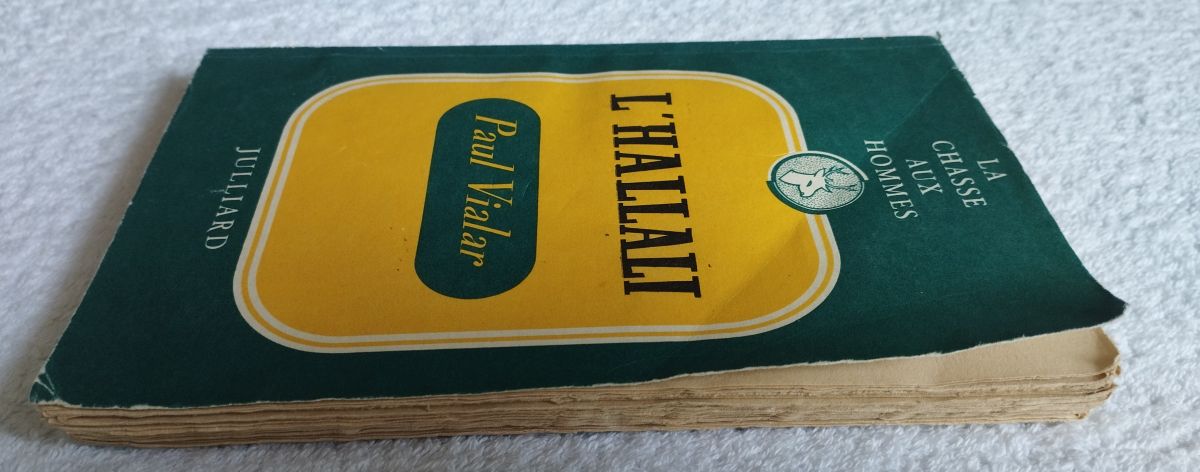 LA
CHASSE
AUX
HOMMES
L'HALLALI
Paul Vialar
JULLIARD